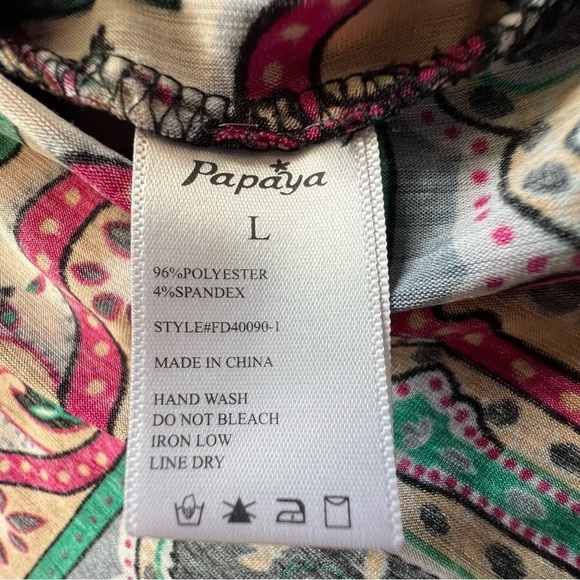 Papaya
L
96%POLYESTER
4%SPANDEX
STYLE#FD40090-1
MADE IN CHINA
HAND WASH
DO NOT BLEACH
IRON LOW
LINE DRY